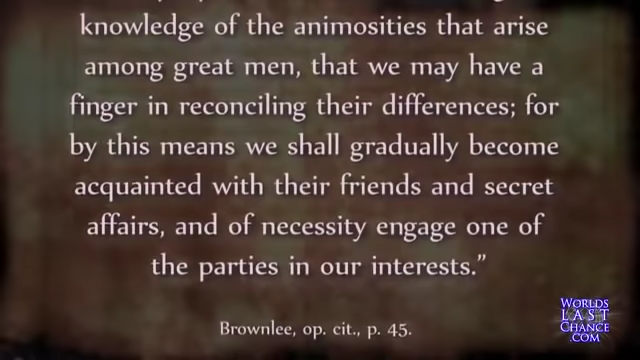 knowledge of the animosities that arise
among great men, that we may have a
finger in reconciling their differences; for
by this means we shall gradually become
acquainted with their friends and secret
affairs, and of necessity engage one of
the parties in our interests.”
Brownlee, op. cit., p. 45.
WORLDS
LAST
CHANCE
.COM